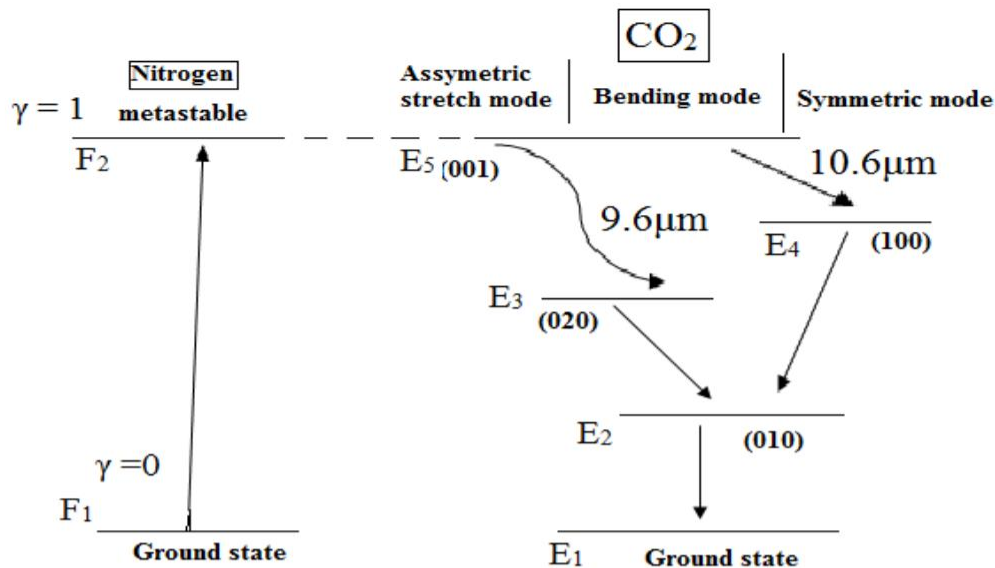 CO₂
Nitrogen
metastable
γ = 1
F₂
Assymetric
stretch mode
Bending mode
Symmetric mode
E₅ (001)
10.6μm
9.6μm
E₄
(100)
E₃
(020)
E₂
(010)
γ =0
F₁
Ground state
E₁
Ground state